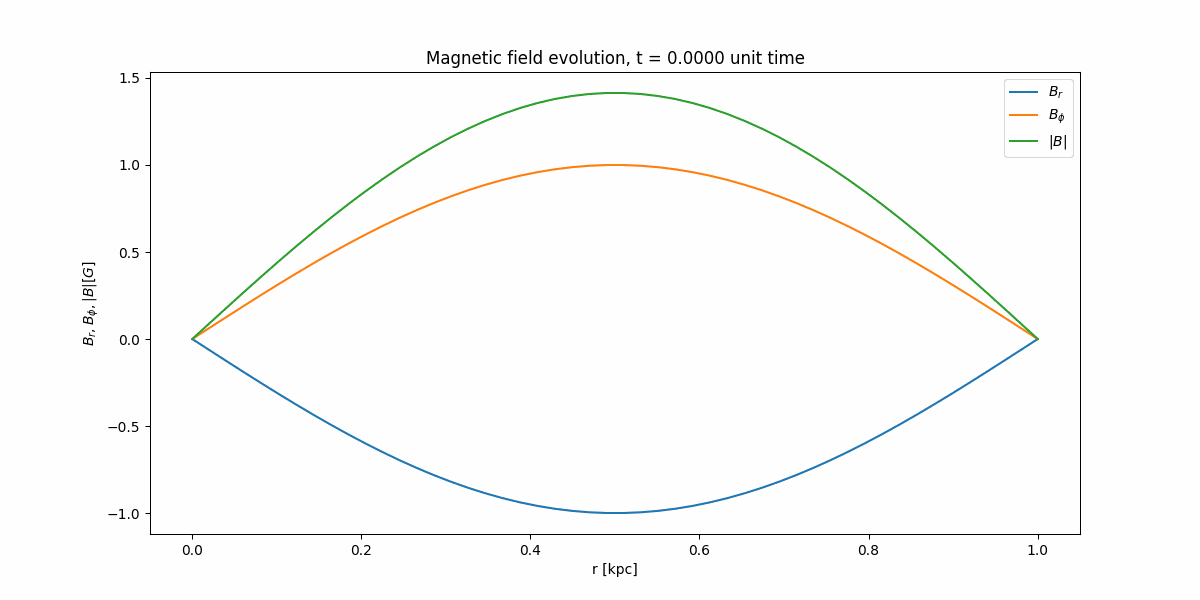 Magnetic field evolution, t = 0.0000 unit time
B_r
B_ϕ
|B|
1.5
1.0
0.5
0.0
−0.5
−1.0
B_r, B_ϕ, |B|[G]
0.0 0.2 0.4 0.6 0.8 1.0
r [kpc]